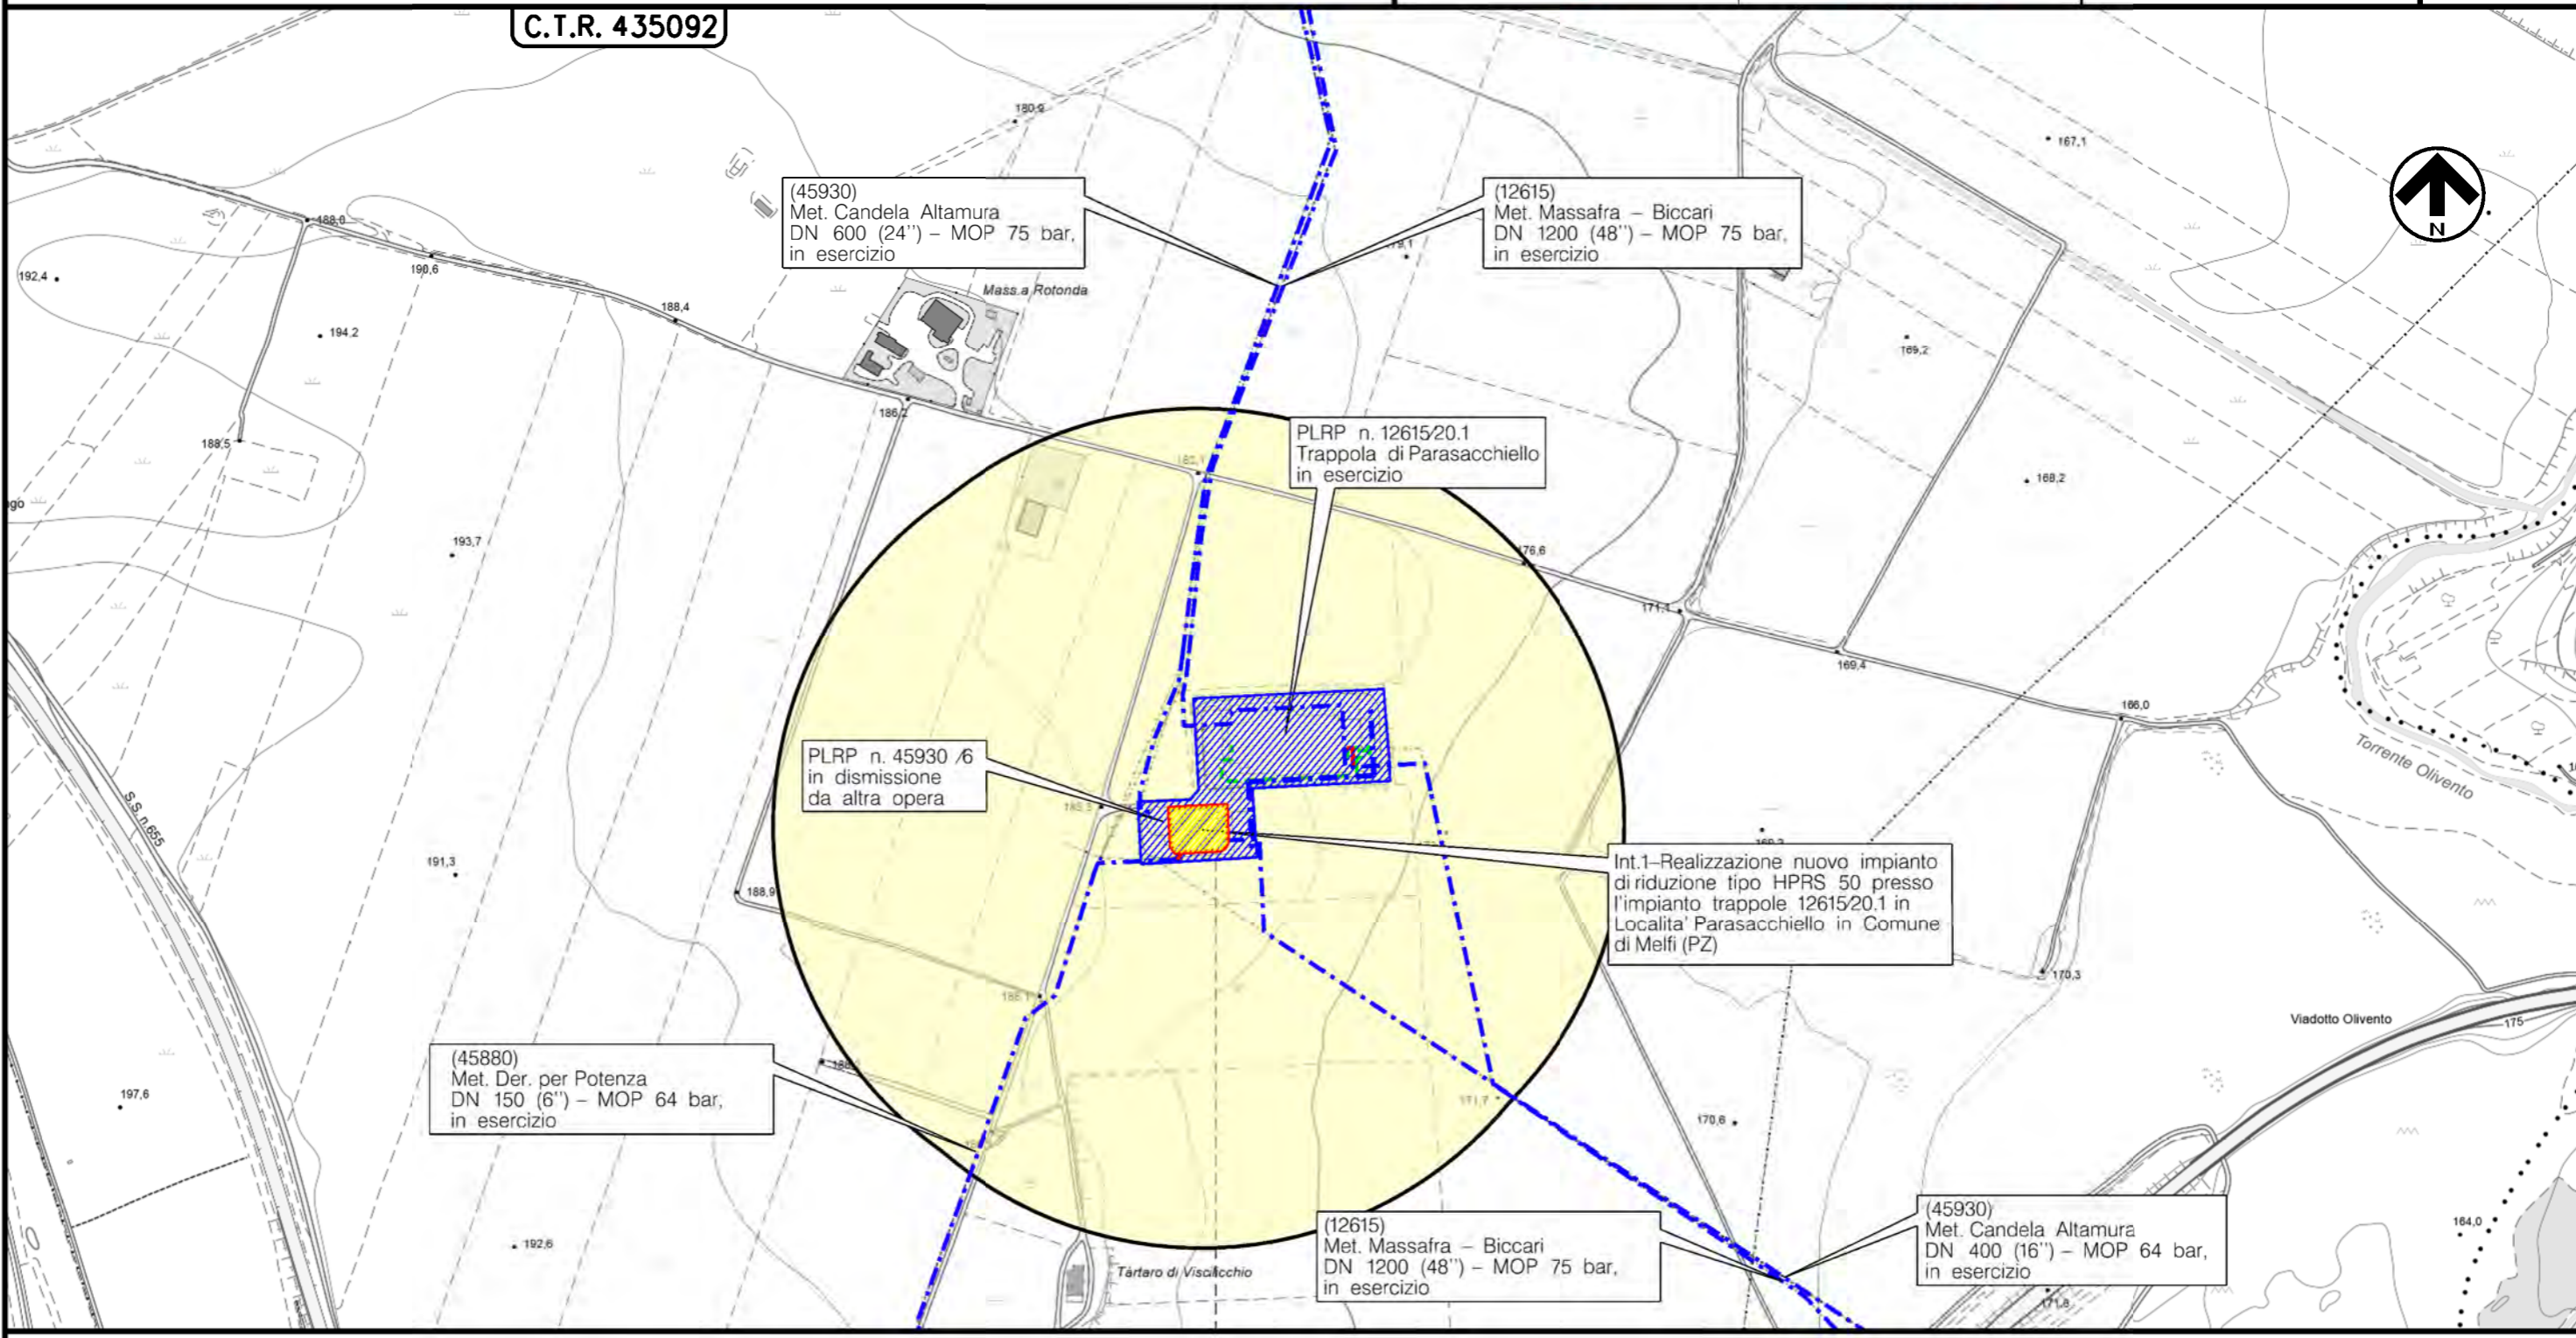 C.T.R. 435092
180,9
167,1
(45930)
Met. Candela Altamura
DN 600 (24'') – MOP 75 bar,
in esercizio
(12615)
Met. Massafra – Biccari
DN 1200 (48'') – MOP 75 bar,
in esercizio
N
188,0
190,6
192,4
194,2
188,4
Mass.a Rotonda
169,2
186,2
188,5
PLRP n. 12615/20.1
Trappola di Parasacchiello
in esercizio
168,2
193,7
176,6
171,1
169,4
166,0
Torrente Olivento
PLRP n. 45930 /6
in dismissione
da altra opera
S.S. n.655
191,3
188,9
Int.1–Realizzazione nuovo impianto
di riduzione tipo HPRS 50 presso
l'impianto trappole 12615/20.1 in
Localita' Parasacchiello in Comune
di Melfi (PZ)
170,3
Viadotto Olivento
175
(45880)
Met. Der. per Potenza
DN 150 (6'') – MOP 64 bar,
in esercizio
197,6
171,7
170,6
192,6
Tartaro di Viscilicchio
(12615)
Met. Massafra – Biccari
DN 1200 (48'') – MOP 75 bar,
in esercizio
(45930)
Met. Candela Altamura
DN 400 (16'') – MOP 64 bar,
in esercizio
164,0
171,8